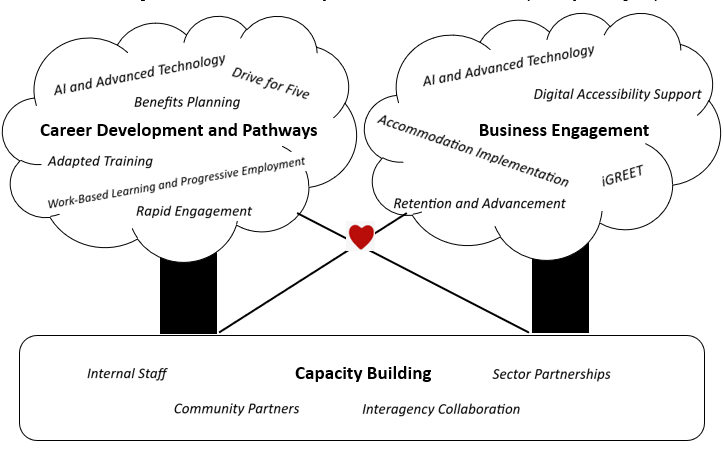 AI and Advanced Technology
Drive for Five
Benefits Planning
Career Development and Pathways
Adapted Training
Work-Based Learning and Progressive Employment
Rapid Engagement
AI and Advanced Technology
Digital Accessibility Support
Accommodation Implementation
Business Engagement
iGREET
Retention and Advancement
Internal Staff
Capacity Building
Sector Partnerships
Community Partners
Interagency Collaboration